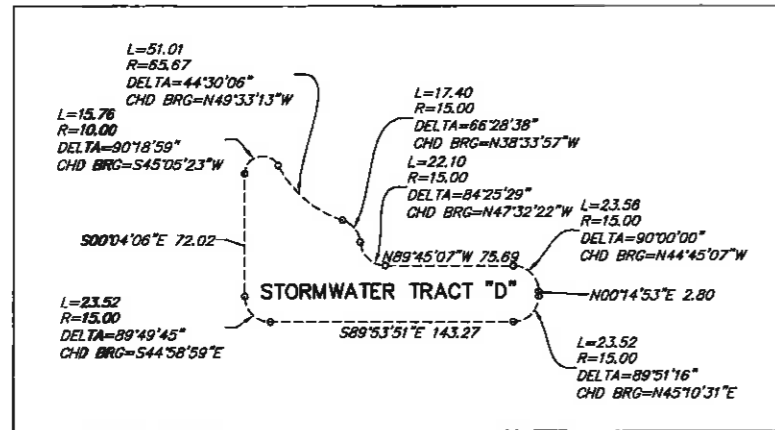 L=51.01
R=65.67
DELTA=44°30'06"
CHD BRG=N49°33'13"W
L=17.40
R=15.00
DELTA=66°28'38"
CHD BRG=N38°33'57"W
L=15.76
R=10.00
DELTA=90°18'59"
CHD BRG=S45°05'23"W
L=22.10
R=15.00
DELTA=84°25'29"
CHD BRG=N47°32'22"W
L=23.56
R=15.00
DELTA=90°00'00"
CHD BRG=N44°45'07"W
S00°04'06"E 72.02
N89°45'07"W 75.69
STORMWATER TRACT "D"
N00°14'53"E 2.80
L=23.52
R=15.00
DELTA=89°49'45"
CHD BRG=S44°58'59"E
S89°53'51"E 143.27
L=23.52
R=15.00
DELTA=89°51'16"
CHD BRG=N45°10'31"E